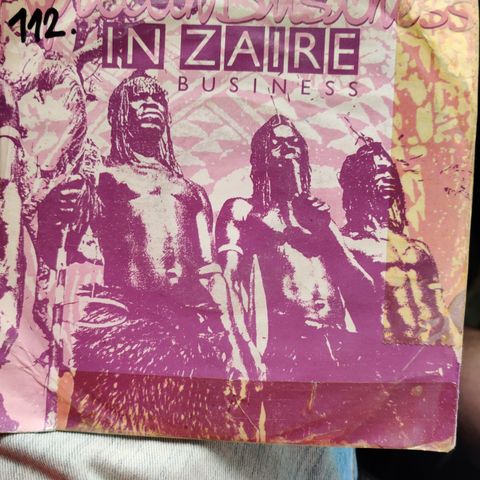 112.
IN ZAIRE
BUSINESS